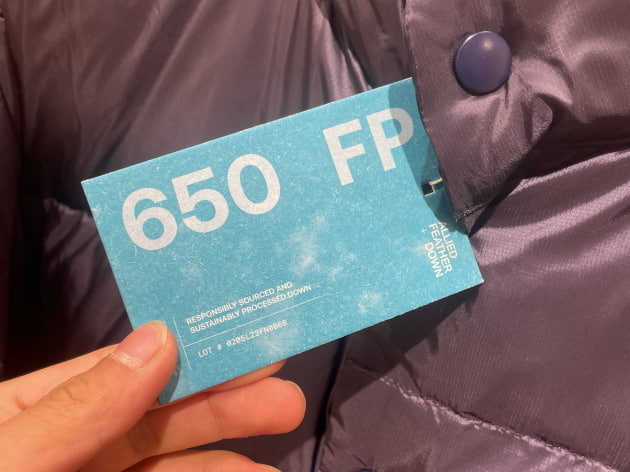 650 FP
ALLIED
FEATHER
+ DOWN
RESPONSIBLY SOURCED AND
SUSTAINABLY PROCESSED DOWN
LOT # 020SL23FN0868